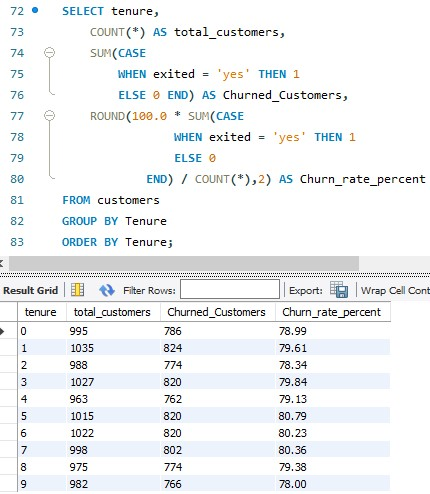 72 SELECT tenure,
73 COUNT(*) AS total_customers,
74 SUM(CASE
75 WHEN exited = 'yes' THEN 1
76 ELSE 0 END) AS Churned_Customers,
77 ROUND(100.0 * SUM(CASE
78 WHEN exited = 'yes' THEN 1
79 ELSE 0
80 END) / COUNT(*),2) AS Churn_rate_percent
81 FROM customers
82 GROUP BY Tenure
83 ORDER BY Tenure;
Result Grid Filter Rules: Export: Wrap Cell Cont
tenure total_customers Churned_Customers Churn_rate_percent
0 995 786 78.99
1 1035 824 79.61
2 988 774 78.34
3 1027 820 79.84
4 963 762 79.13
5 1015 820 80.79
6 1022 820 80.23
7 998 802 80.36
8 975 774 79.38
9 982 766 78.00